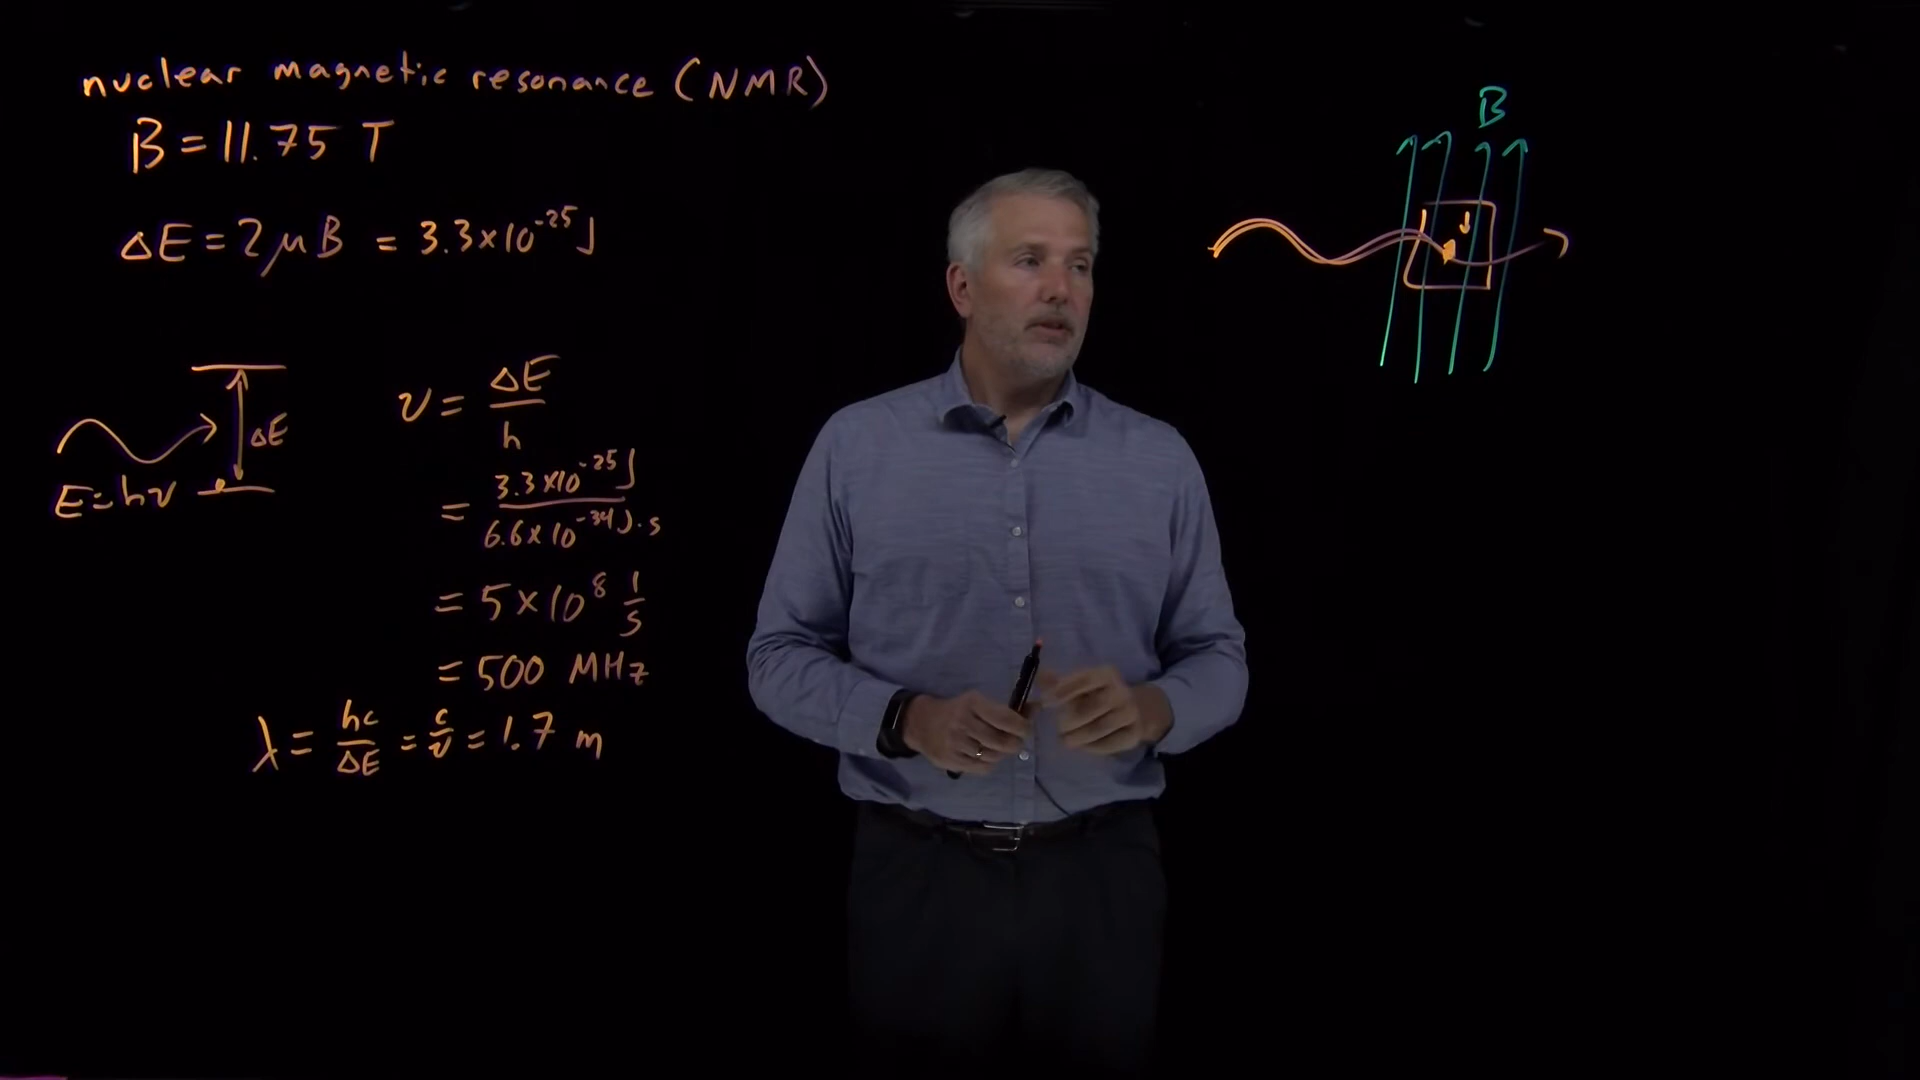 nuclear magnetic resonance (NMR)
B = 11.75 T
ΔE = 2μB = 3.3×10⁻²⁵ J
ΔE
E=hν
ν = ΔE/h
= 3.3×10⁻²⁵ J / 6.6×10⁻³⁴ J·s
= 5×10⁸ 1/s
= 500 MHz
λ = hc/ΔE = c/ν = 1.7 m
B